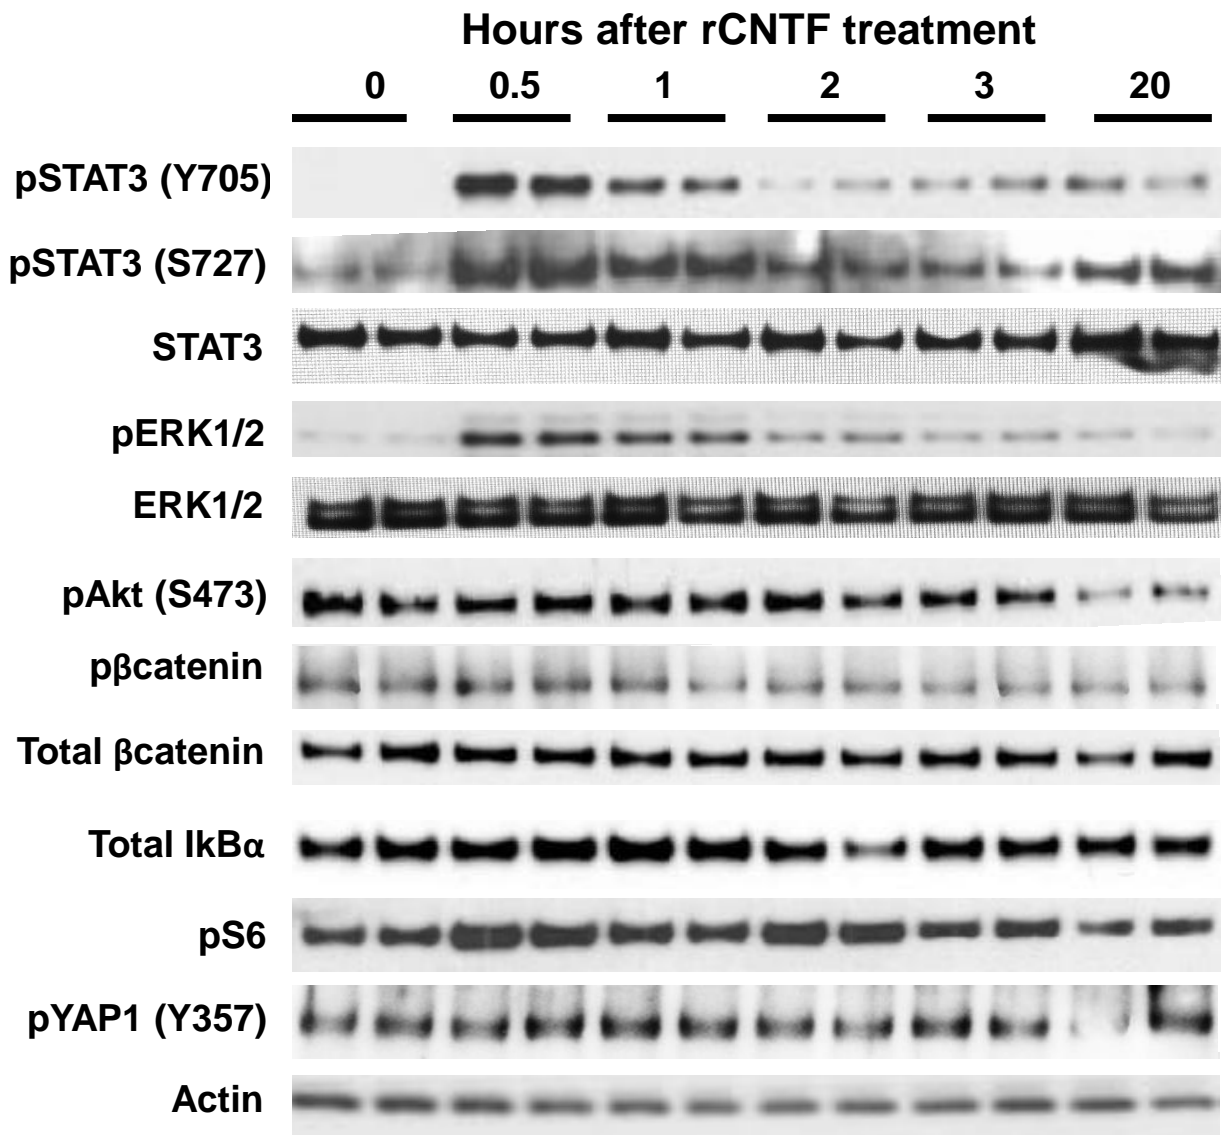 Hours after rCNTF treatment
0 0.5 1 2 3 20
pSTAT3 (Y705)
pSTAT3 (S727)
STAT3
pERK1/2
ERK1/2
pAkt (S473)
pβcatenin
Total βcatenin
Total IkBα
pS6
pYAP1 (Y357)
Actin